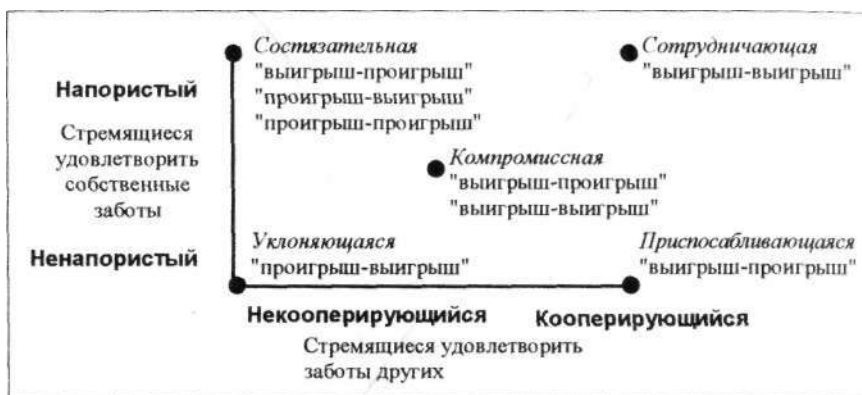 Состязательная
"выигрыш-проигрыш"
"проигрыш-выигрыш"
"проигрыш-проигрыш"
Сотрудничающая
"выигрыш-выигрыш"
Напористый
Стремящиеся
удовлетворить
собственные
заботы
Компромиссная
"выигрыш-проигрыш"
"выигрыш-выигрыш"
Ненапористый
Уклоняющаяся
"проигрыш-выигрыш"
Приспосабливающаяся
"выигрыш-проигрыш"
Некооперирующийся
Кооперирующийся
Стремящиеся удовлетворить
заботы других